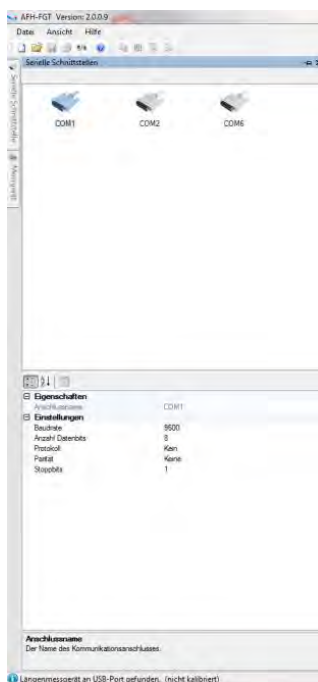 AFH-FGT Version: 2.0.0.9
Datei Ansicht Hilfe
Serielle Schnittstellen
Serielle Schnittstellen
COM1 COM2 COM6
Eigenschaften
Anschlussname COM1
Einstellungen
Baudrate 9600
Anzahl Datenbits 8
Protokoll Kein
Parität Keine
Stoppbits 1
Anschlussname
Der Name des Kommunikationsanschlusses.
Längenmessgerät an USB-Port gefunden. (nicht kalibriert)